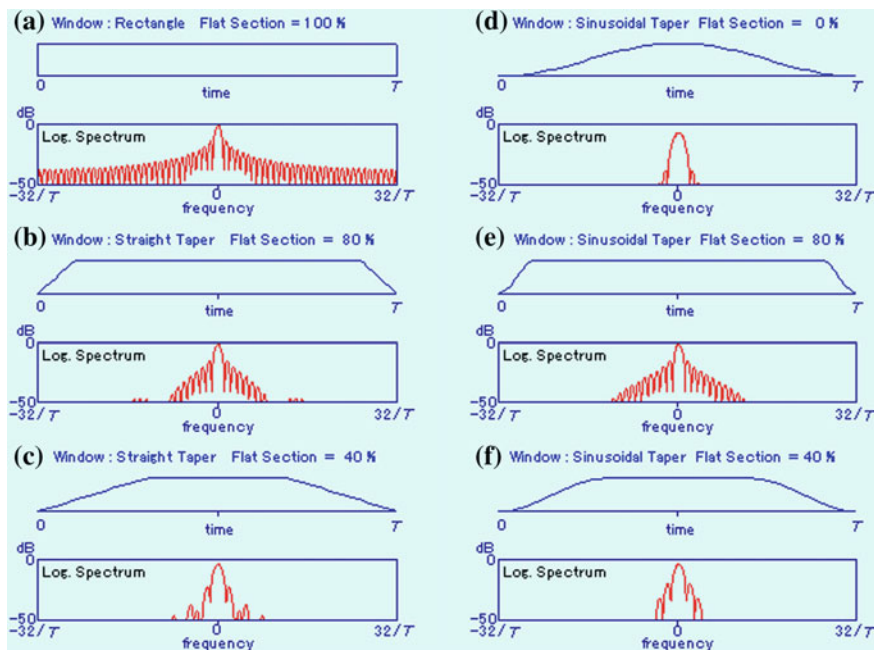 (a) Window : Rectangle Flat Section = 100 %
0 T
time
dB
0
Log. Spectrum
-50
-32/T 0 32/T
frequency
(b) Window : Straight Taper Flat Section = 80 %
0 T
time
dB
0
Log. Spectrum
-50
-32/T 0 32/T
frequency
(c) Window : Straight Taper Flat Section = 40 %
0 T
time
dB
0
Log. Spectrum
-50
-32/T 0 32/T
frequency
(d) Window : Sinusoidal Taper Flat Section = 0 %
0 T
time
dB
0
Log. Spectrum
-50
-32/T 0 32/T
frequency
(e) Window : Sinusoidal Taper Flat Section = 80 %
0 T
time
dB
0
Log. Spectrum
-50
-32/T 0 32/T
frequency
(f) Window : Sinusoidal Taper Flat Section = 40 %
0 T
time
dB
0
Log. Spectrum
-50
-32/T 0 32/T
frequency